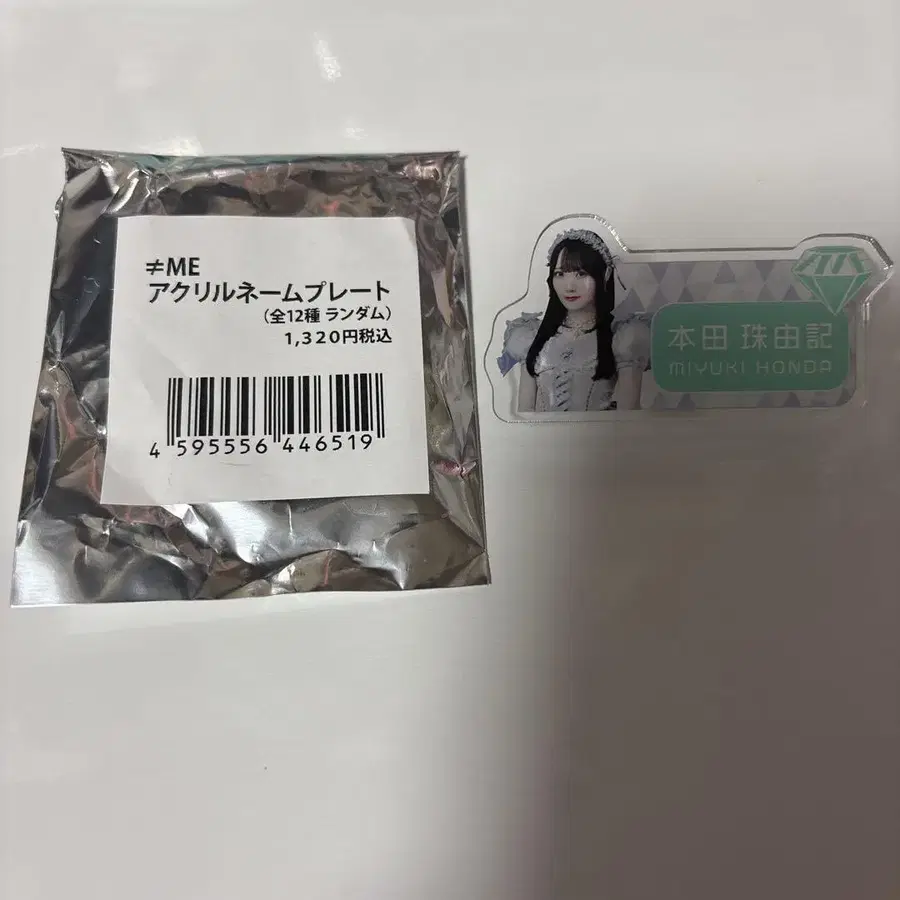 ≠ME
アクリルネームプレート
(全12種 ランダム)
1,320円税込
4 595556 446519
本田 珠由記
MIYUKI HONDA